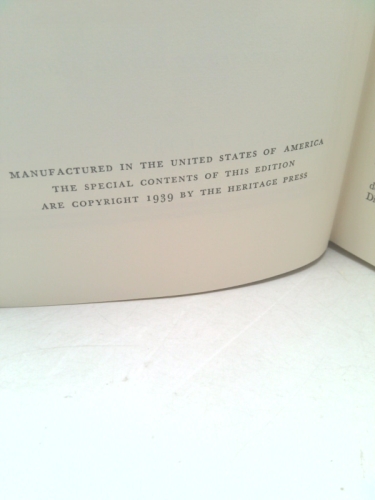 MANUFACTURED IN THE UNITED STATES OF AMERICA
THE SPECIAL CONTENTS OF THIS EDITION
ARE COPYRIGHT 1939 BY THE HERITAGE PRESS